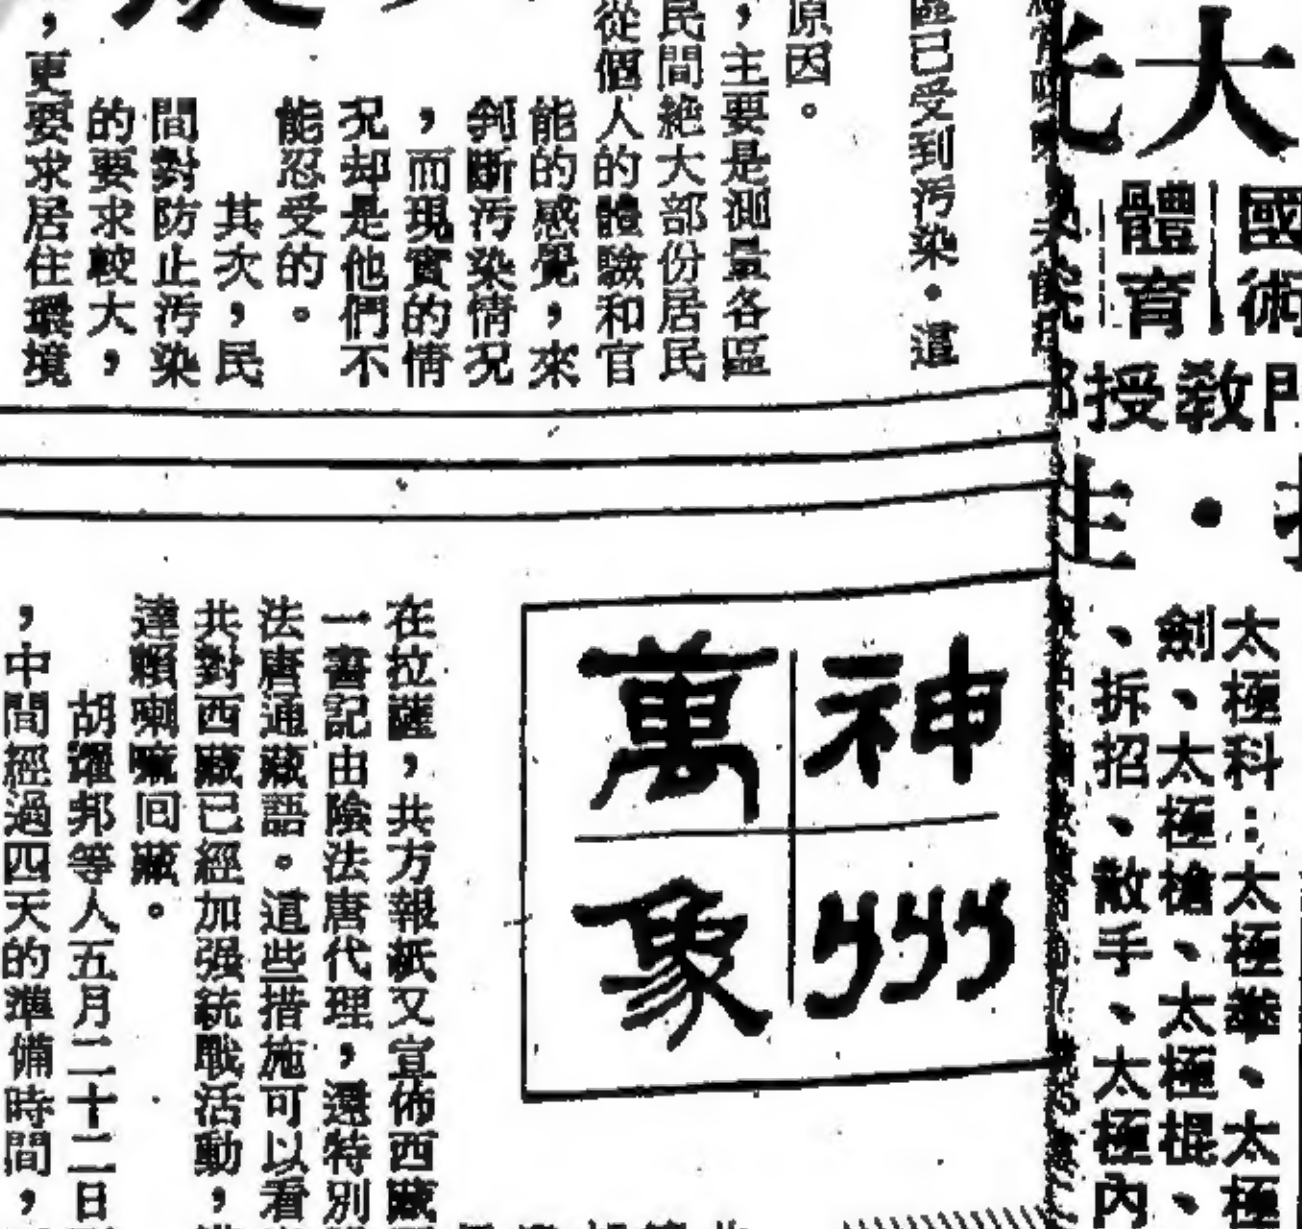 大
國術
體育
教授
生・
太極科：太極拳、太極
劍、太極槍、太極棍、
、拆招、散手、太極內
區已受到污染。這
原因。
，主要是測量各區
民間絕大部份居民
從個人的體驗和官
能的感覺，來
判斷污染情況
，而現實的情
況却是他們不
能忍受的。
其次，民
間對防止污染
的要求較大，
，更要求居住環境
神州
萬象
在拉薩，共方報紙又宣佈西藏
一書記由陰法唐代理，還特別
法唐通藏語。這些措施可以看
共對西藏已經加强統戰活動，
達賴喇嘛回藏。
胡耀邦等人五月二十二日
，中間經過四天的準備時間，